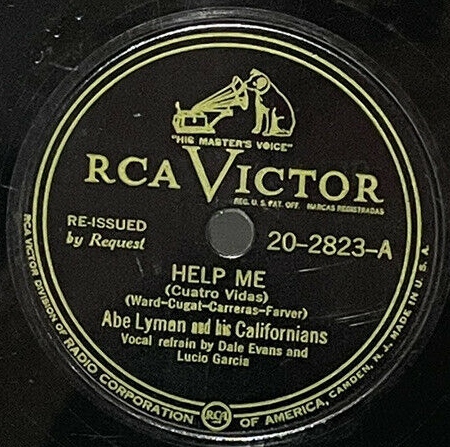 "HIS MASTER'S VOICE"
RCA VICTOR
REG. U. S. PAT. OFF. MARCAS REGISTRADAS
RE-ISSUED
by Request
20-2823-A
HELP ME
(Cuatro Vidas)
(Ward-Cugat-Carreras-Farver)
Abe Lyman and his Californians
Vocal refrain by Dale Evans and
Lucio Garcia
RCA VICTOR DIVISION OF RADIO CORPORATION RCA OF AMERICA, CAMDEN, N. J., MADE IN U. S. A.